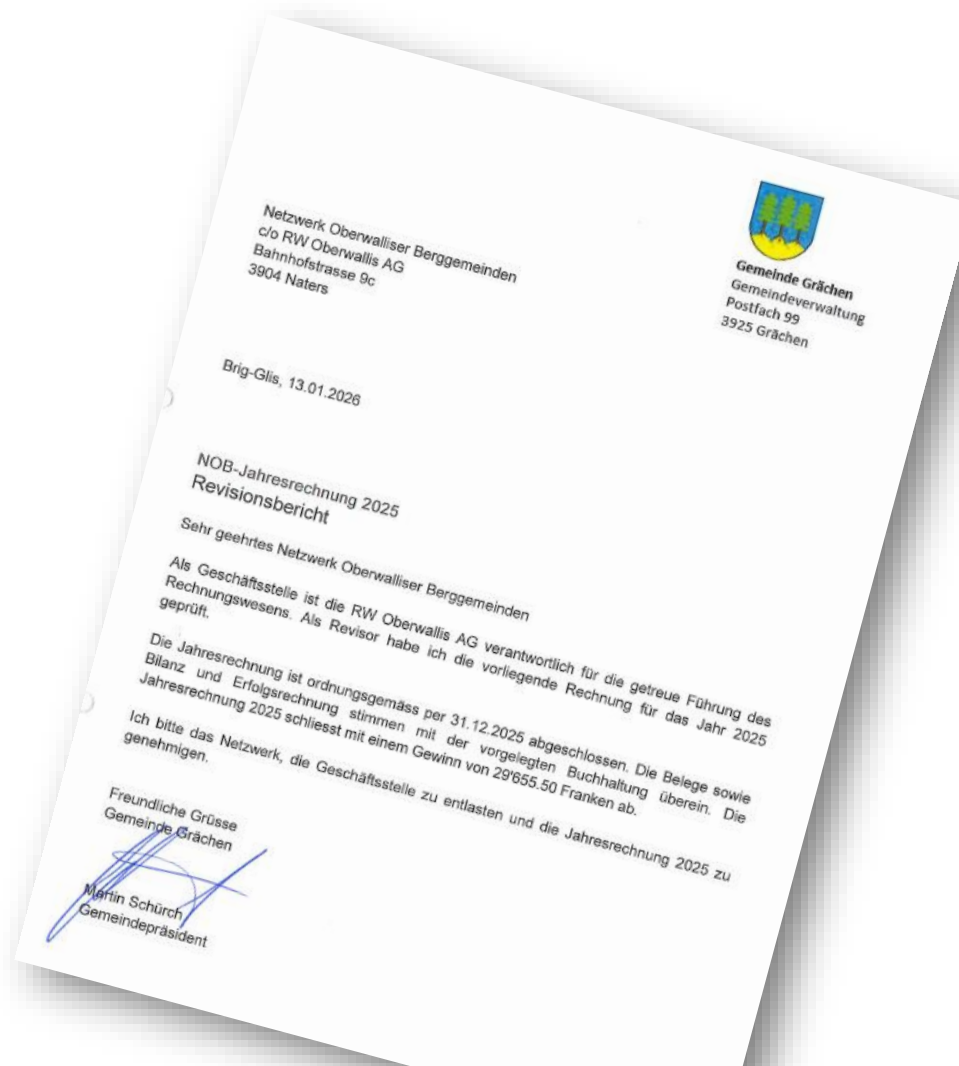 Netzwerk Oberwalliser Berggemeinden
c/o RW Oberwallis AG
Bahnhofstrasse 9c
3904 Naters
Gemeinde Grächen
Gemeindeverwaltung
Postfach 99
3925 Grächen
Brig-Glis, 13.01.2026
NOB-Jahresrechnung 2025
Revisionsbericht
Sehr geehrtes Netzwerk Oberwalliser Berggemeinden
Als Geschäftsstelle ist die RW Oberwallis AG verantwortlich für die getreue Führung des
Rechnungswesens. Als Revisor habe ich die vorliegende Rechnung für das Jahr 2025
geprüft.
Die Jahresrechnung ist ordnungsgemäss per 31.12.2025 abgeschlossen. Die Belege sowie
Bilanz und Erfolgsrechnung stimmen mit der vorgelegten Buchhaltung überein. Die
Jahresrechnung 2025 schliesst mit einem Gewinn von 29'655.50 Franken ab.
Ich bitte das Netzwerk, die Geschäftsstelle zu entlasten und die Jahresrechnung 2025 zu
genehmigen.
Freundliche Grüsse
Gemeinde Grächen
Martin Schürch
Gemeindepräsident